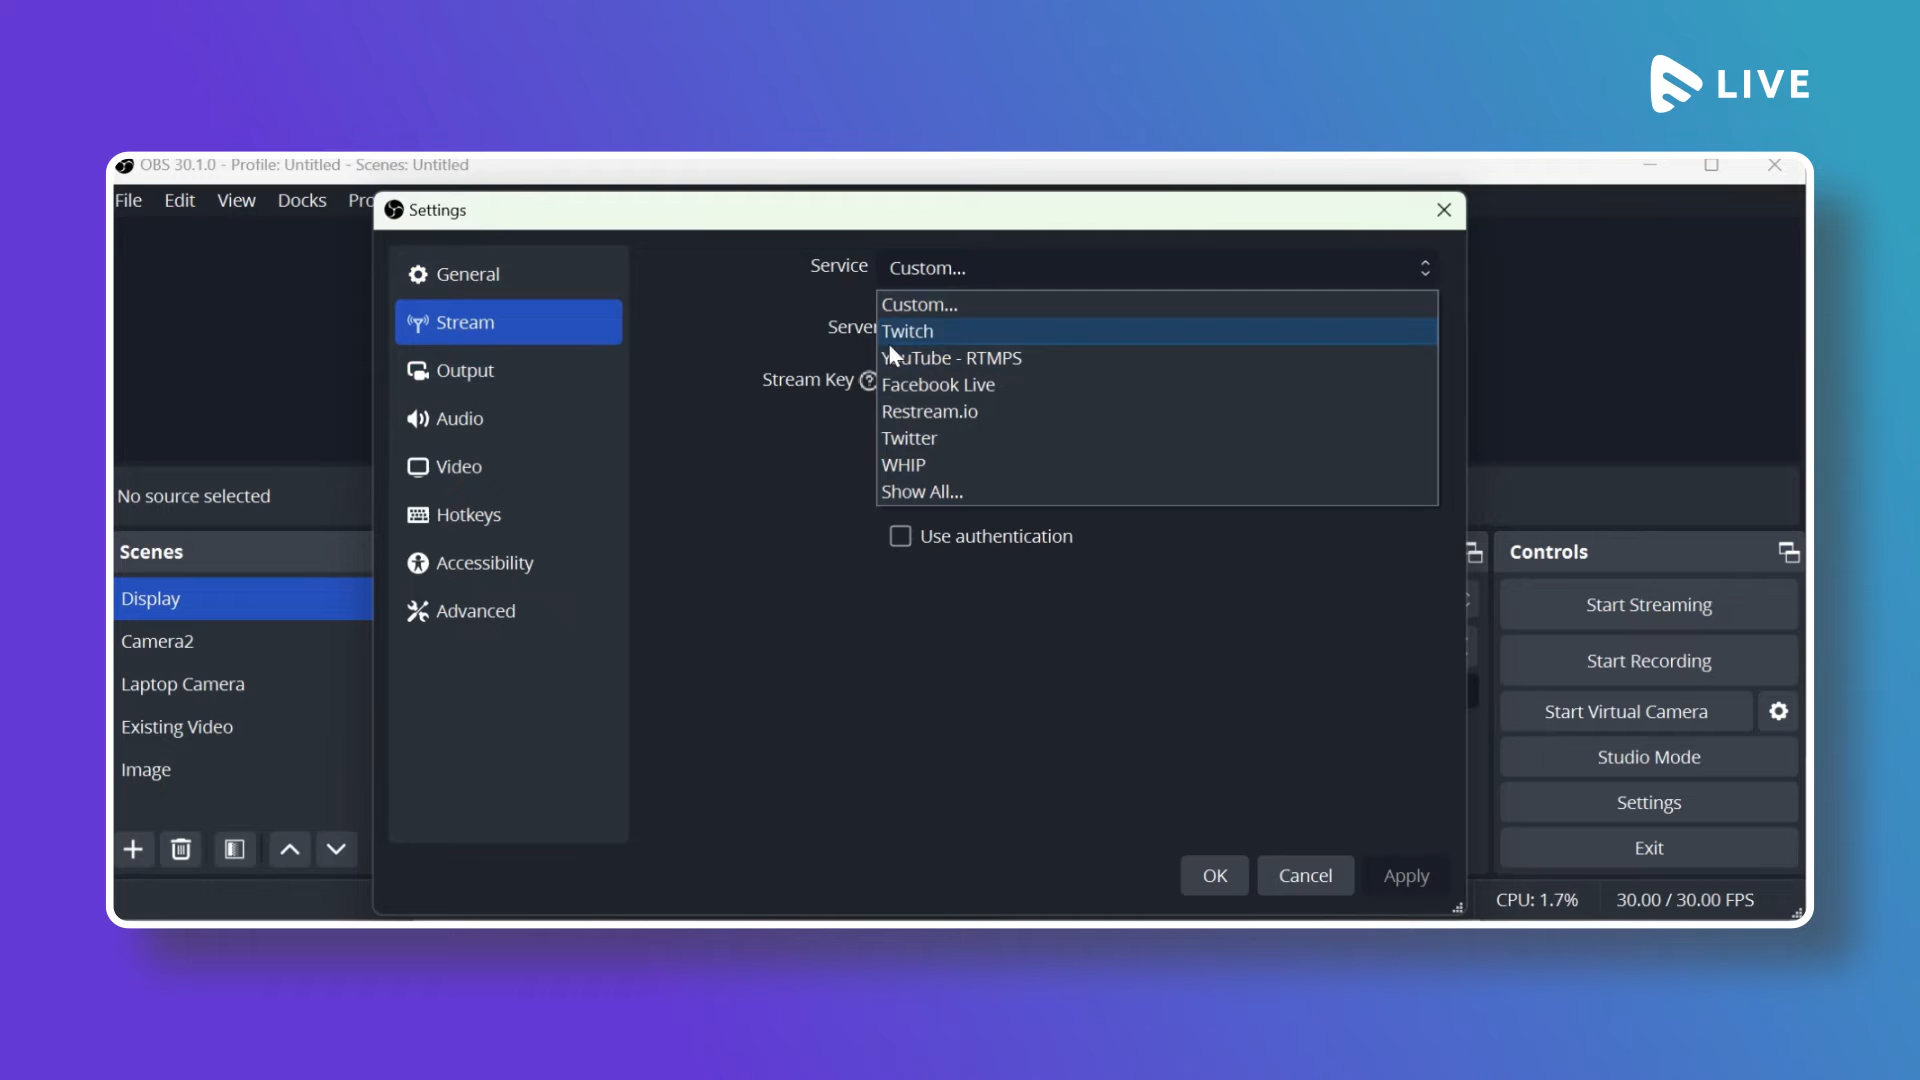 LIVE
OBS 30.1.0 - Profile: Untitled - Scenes: Untitled
File Edit View Docks Pro
Settings
General
Stream
Output
Audio
Video
Hotkeys
Accessibility
Advanced
Service Custom...
Custom...
Server
Twitch
YouTube - RTMPS
Stream Key
Facebook Live
Restream.io
Twitter
WHIP
Show All...
Use authentication
No source selected
Scenes
Display
Camera2
Laptop Camera
Existing Video
Image
Controls
Start Streaming
Start Recording
Start Virtual Camera
Studio Mode
Settings
Exit
OK Cancel Apply
CPU: 1.7% 30.00 / 30.00 FPS